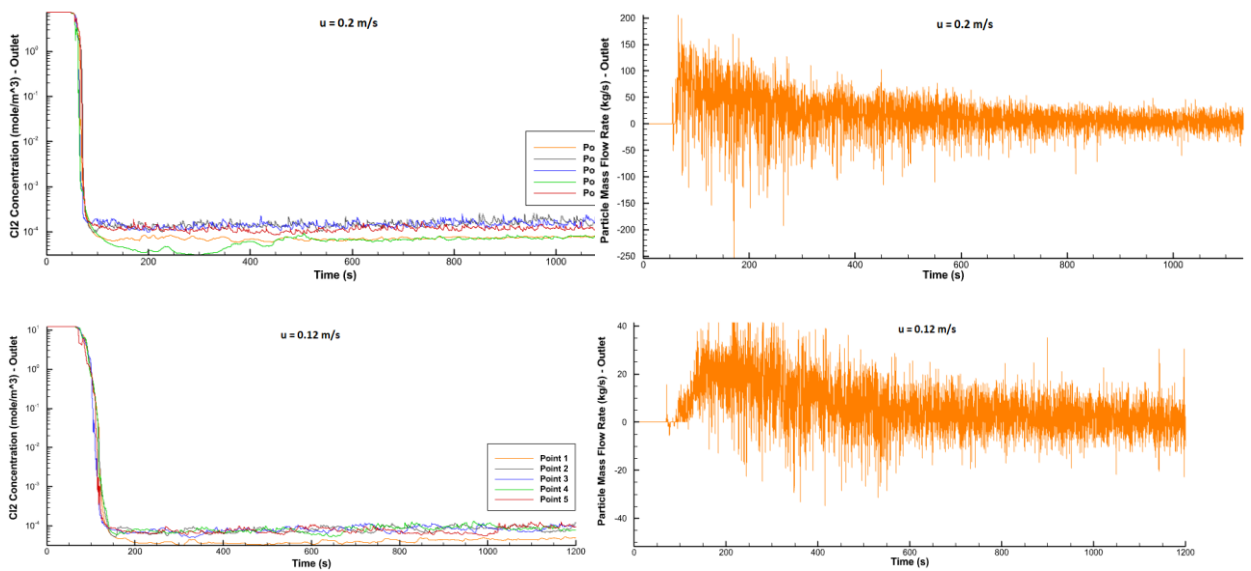 u = 0.2 m/s
Cl2 Concentration (mole/m^3) - Outlet
10^0
10^-1
10^-2
10^-3
10^-4
Po
Po
Po
Po
Po
0 200 400 600 800 1000
Time (s)
u = 0.2 m/s
Particle Mass Flow Rate (kg/s) - Outlet
200
150
100
50
0
-50
-100
-150
-200
-250
0 200 400 600 800 1000
Time (s)
u = 0.12 m/s
Cl2 Concentration (mole/m^3) - Outlet
10^1
10^0
10^-1
10^-2
10^-3
10^-4
Point 1
Point 2
Point 3
Point 4
Point 5
0 200 400 600 800 1000 1200
Time (s)
u = 0.12 m/s
Particle Mass Flow Rate (kg/s) - Outlet
40
20
0
-20
-40
200 400 600 800 1000 1200
Time (s)